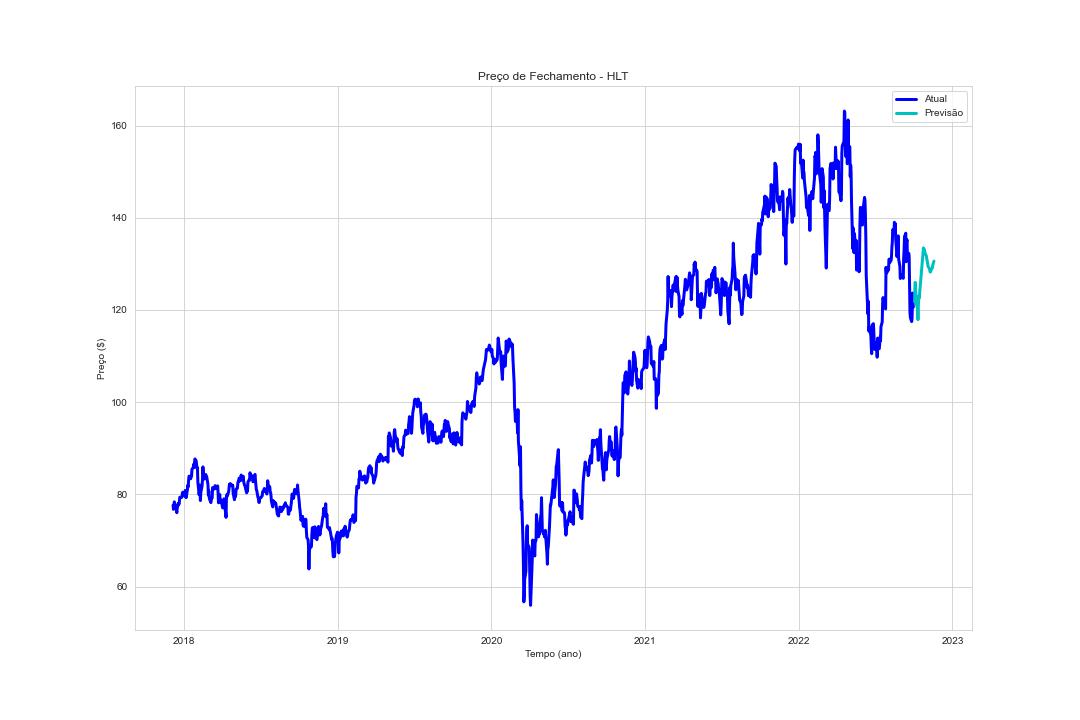 Preço de Fechamento - HLT
Atual
Previsão
160
140
120
100
80
60
Preço ($)
2018
2019
2020
2021
2022
2023
Tempo (ano)